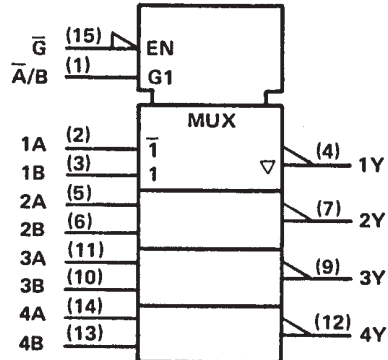 G̅ (15) EN
A̅/B (1) G1
MUX
1A (2) 1̅
1B (3) 1
▽ (4) 1Y
2A (5)
2B (6)
(7) 2Y
3A (11)
3B (10)
(9) 3Y
4A (14)
4B (13)
(12) 4Y